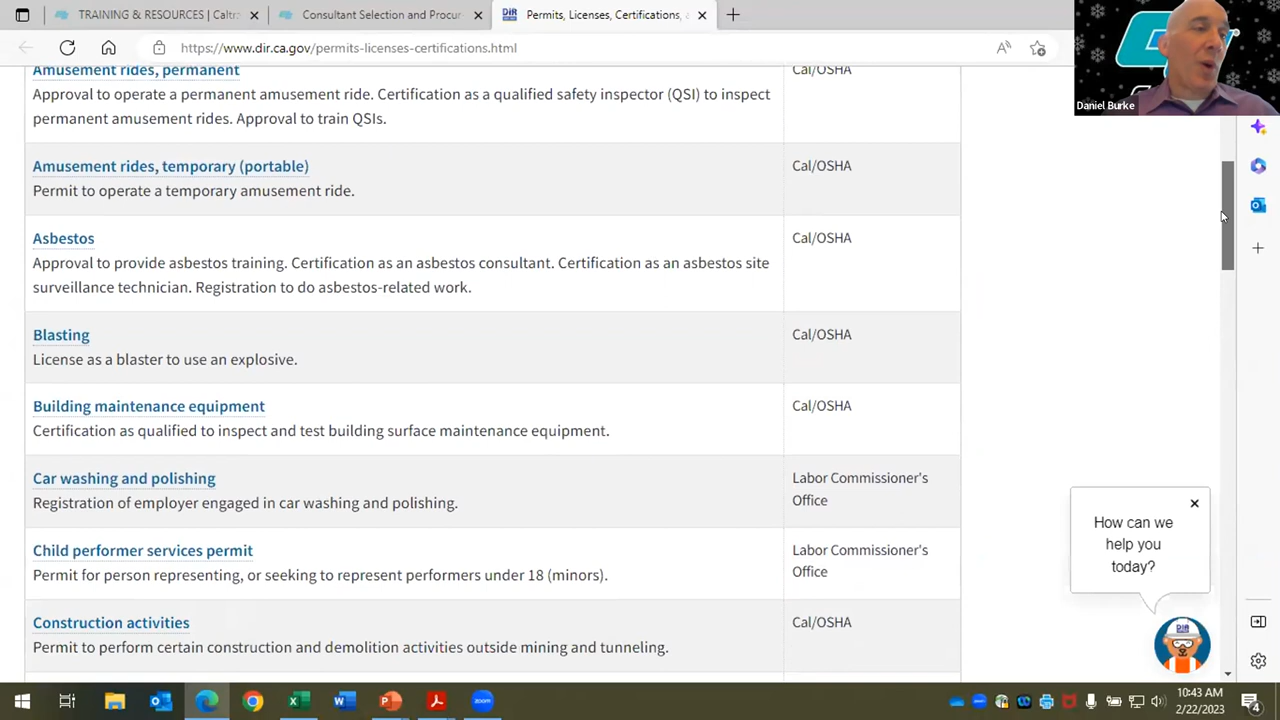 TRAINING & RESOURCES | Caltr
Consultant Selection and Procur
DIR
Permits, Licenses, Certifications, a
https://www.dir.ca.gov/permits-licenses-certifications.html
Daniel Burke
Amusement rides, permanent
Cal/OSHA
Approval to operate a permanent amusement ride. Certification as a qualified safety inspector (QSI) to inspect
permanent amusement rides. Approval to train QSIs.
Amusement rides, temporary (portable)
Cal/OSHA
Permit to operate a temporary amusement ride.
Asbestos
Cal/OSHA
Approval to provide asbestos training. Certification as an asbestos consultant. Certification as an asbestos site
surveillance technician. Registration to do asbestos-related work.
Blasting
Cal/OSHA
License as a blaster to use an explosive.
Building maintenance equipment
Cal/OSHA
Certification as qualified to inspect and test building surface maintenance equipment.
Car washing and polishing
Labor Commissioner's
Office
Registration of employer engaged in car washing and polishing.
Child performer services permit
Labor Commissioner's
Office
Permit for person representing, or seeking to represent performers under 18 (minors).
Construction activities
Cal/OSHA
Permit to perform certain construction and demolition activities outside mining and tunneling.
How can we
help you
today?
DIR
10:43 AM
2/22/2023
4